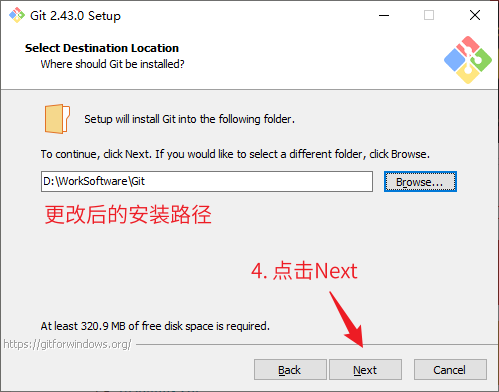 Git 2.43.0 Setup
Select Destination Location
Where should Git be installed?
Setup will install Git into the following folder.
To continue, click Next. If you would like to select a different folder, click Browse.
D:\WorkSoftware\Git
Browse...
更改后的安装路径
4. 点击Next
At least 320.9 MB of free disk space is required.
https://gitforwindows.org/
Back
Next
Cancel